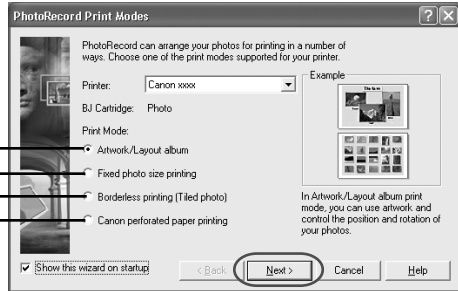 PhotoRecord Print Modes
PhotoRecord can arrange your photos for printing in a number of
ways. Choose one of the print modes supported for your printer.
Printer: Canon xxxx
BJ Cartridge: Photo
Print Mode:
Artwork/Layout album
Fixed photo size printing
Borderless printing (Tiled photo)
Canon perforated paper printing
Example
In Artwork/Layout album print
mode, you can use artwork and
control the position and rotation of
your photos.
Show this wizard on startup
< Back Next > Cancel Help